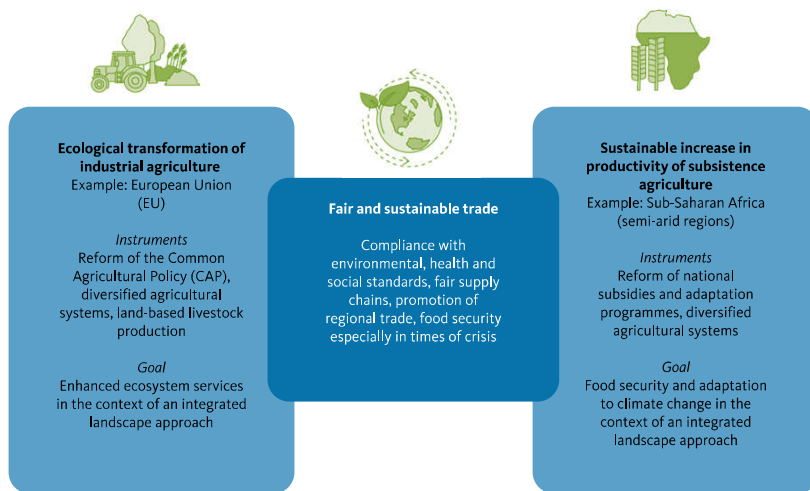 Ecological transformation of
industrial agriculture
Example: European Union
(EU)
Instruments
Reform of the Common
Agricultural Policy (CAP),
diversified agricultural
systems, land-based livestock
production
Goal
Enhanced ecosystem services
in the context of an integrated
landscape approach
Fair and sustainable trade
Compliance with
environmental, health and
social standards, fair supply
chains, promotion of
regional trade, food security
especially in times of crisis
Sustainable increase in
productivity of subsistence
agriculture
Example: Sub-Saharan Africa
(semi-arid regions)
Instruments
Reform of national
subsidies and adaptation
programmes, diversified
agricultural systems
Goal
Food security and adaptation
to climate change in the
context of an integrated
landscape approach